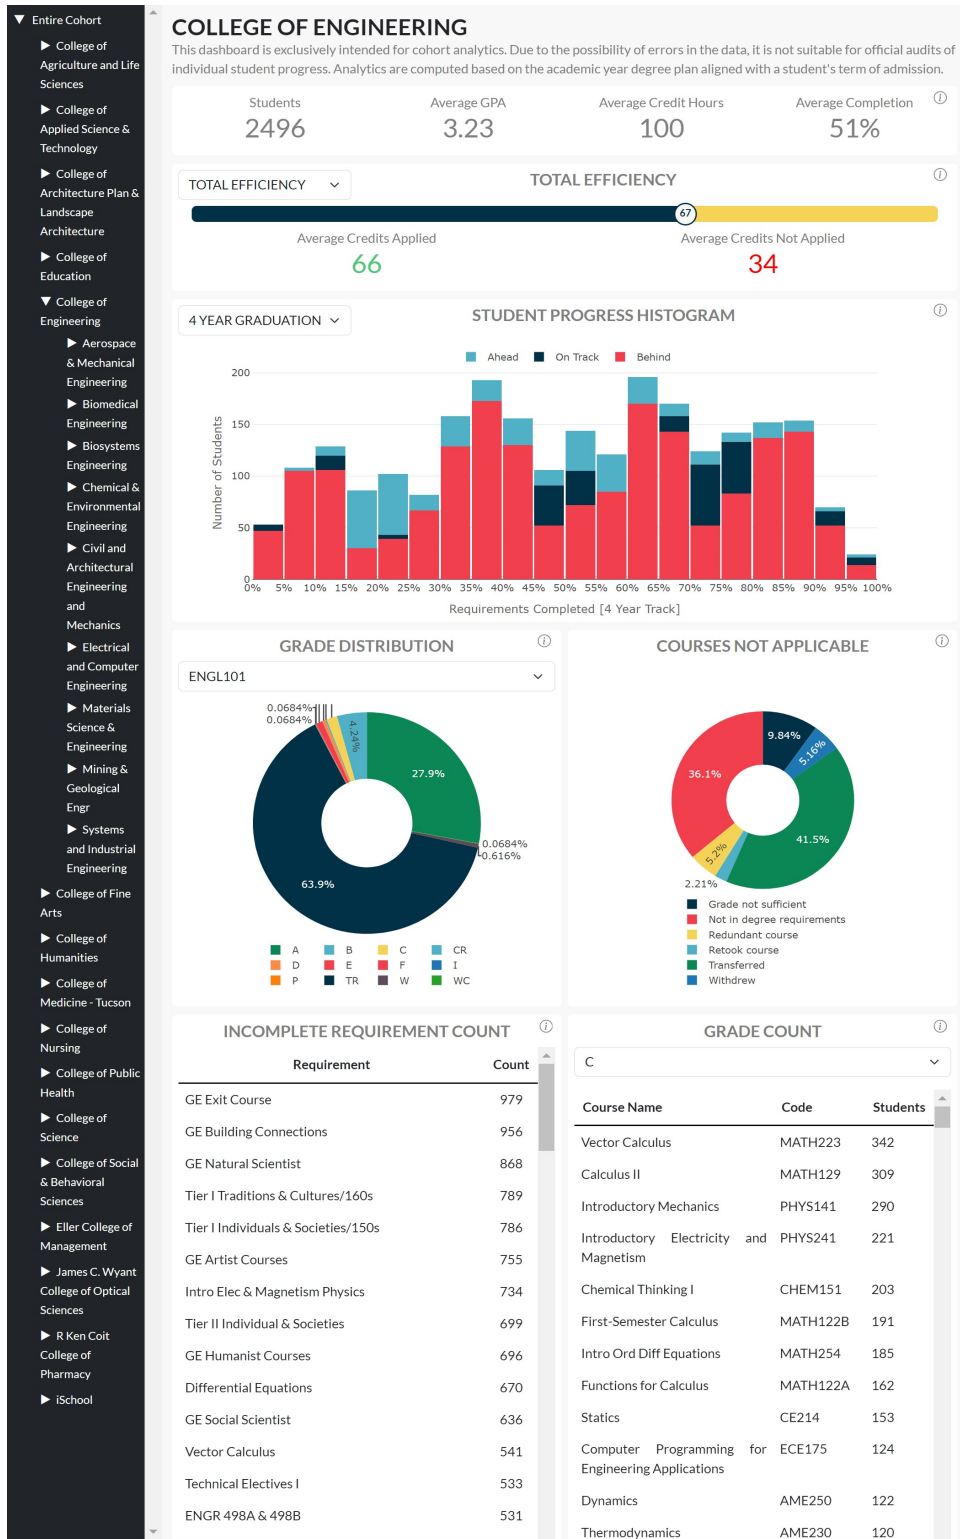 ▼ Entire Cohort
▶ College of
Agriculture and Life
Sciences
▶ College of
Applied Science &
Technology
▶ College of
Architecture Plan &
Landscape
Architecture
▶ College of
Education
▼ College of
Engineering
▶ Aerospace
& Mechanical
Engineering
▶ Biomedical
Engineering
▶ Biosystems
Engineering
▶ Chemical &
Environmental
Engineering
▶ Civil and
Architectural
Engineering
and
Mechanics
▶ Electrical
and Computer
Engineering
▶ Materials
Science &
Engineering
▶ Mining &
Geological
Engr
▶ Systems
and Industrial
Engineering
▶ College of Fine
Arts
▶ College of
Humanities
▶ College of
Medicine - Tucson
▶ College of
Nursing
▶ College of Public
Health
▶ College of
Science
▶ College of Social
& Behavioral
Sciences
▶ Eller College of
Management
▶ James C. Wyant
College of Optical
Sciences
▶ R Ken Coit
College of
Pharmacy
▶ iSchool
COLLEGE OF ENGINEERING
This dashboard is exclusively intended for cohort analytics. Due to the possibility of errors in the data, it is not suitable for official audits of
individual student progress. Analytics are computed based on the academic year degree plan aligned with a student's term of admission.
Students Average GPA Average Credit Hours Average Completion
2496 3.23 100 51%
TOTAL EFFICIENCY TOTAL EFFICIENCY
67
Average Credits Applied Average Credits Not Applied
66 34
4 YEAR GRADUATION STUDENT PROGRESS HISTOGRAM
Ahead On Track Behind
Number of Students
200
150
100
50
0
0% 5% 10% 15% 20% 25% 30% 35% 40% 45% 50% 55% 60% 65% 70% 75% 80% 85% 90% 95% 100%
Requirements Completed [4 Year Track]
GRADE DISTRIBUTION
ENGL101
0.0684%
0.0684%
4.24%
27.9%
0.0684%
0.616%
63.9%
A B C CR
D E F I
P TR W WC
COURSES NOT APPLICABLE
9.84%
5.16%
36.1%
41.5%
5.2%
2.21%
Grade not sufficient
Not in degree requirements
Redundant course
Retook course
Transferred
Withdrew
INCOMPLETE REQUIREMENT COUNT
Requirement Count
GE Exit Course 979
GE Building Connections 956
GE Natural Scientist 868
Tier I Traditions & Cultures/160s 789
Tier I Individuals & Societies/150s 786
GE Artist Courses 755
Intro Elec & Magnetism Physics 734
Tier II Individual & Societies 699
GE Humanist Courses 696
Differential Equations 670
GE Social Scientist 636
Vector Calculus 541
Technical Electives I 533
ENGR 498A & 498B 531
GRADE COUNT
C
Course Name Code Students
Vector Calculus MATH223 342
Calculus II MATH129 309
Introductory Mechanics PHYS141 290
Introductory Electricity and PHYS241 221
Magnetism
Chemical Thinking I CHEM151 203
First-Semester Calculus MATH122B 191
Intro Ord Diff Equations MATH254 185
Functions for Calculus MATH122A 162
Statics CE214 153
Computer Programming for ECE175 124
Engineering Applications
Dynamics AME250 122
Thermodynamics AME230 120